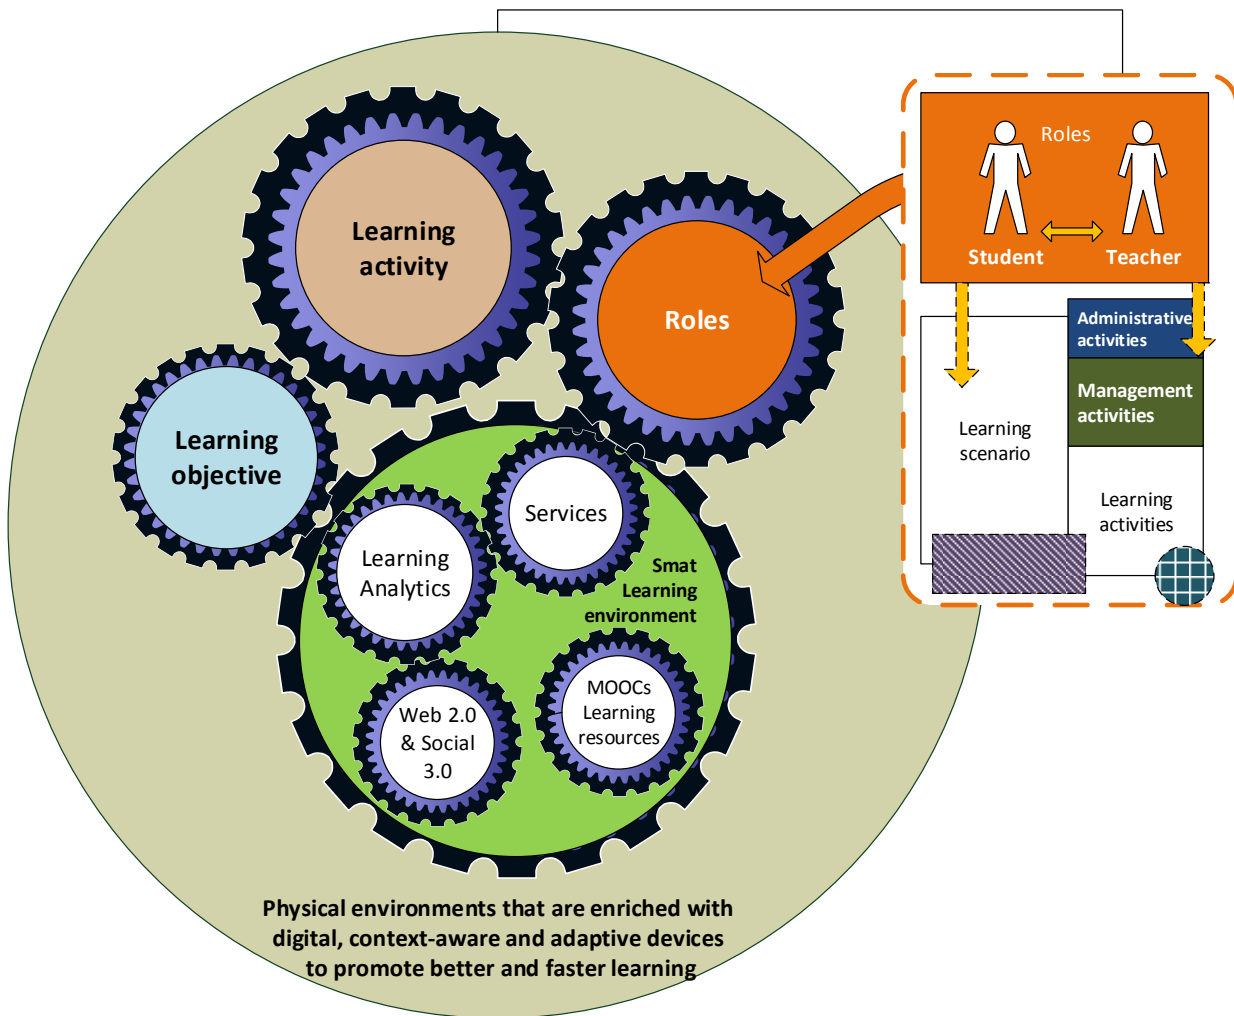 Learning
activity
Roles
Learning
objective
Services
Learning
Analytics
Smat
Learning
environment
Web 2.0
& Social
3.0
MOOCs
Learning
resources
Physical environments that are enriched with
digital, context-aware and adaptive devices
to promote better and faster learning
Roles
Student
Teacher
Administrative
activities
Management
activities
Learning
scenario
Learning
activities